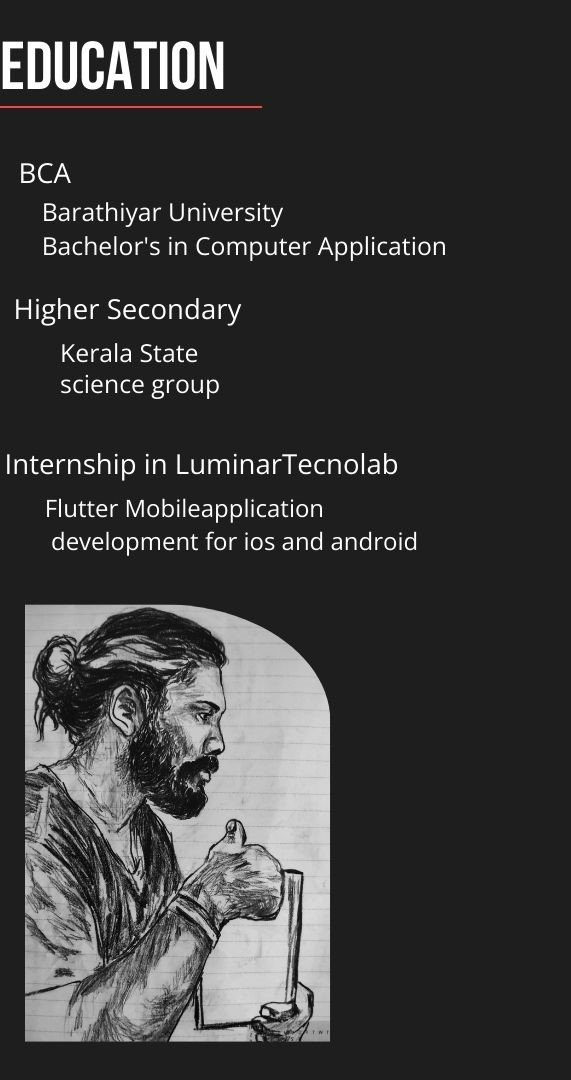 EDUCATION
BCA
Barathiyar University
Bachelor's in Computer Application
Higher Secondary
Kerala State
science group
Internship in LuminarTecnolab
Flutter Mobileapplication
development for ios and android